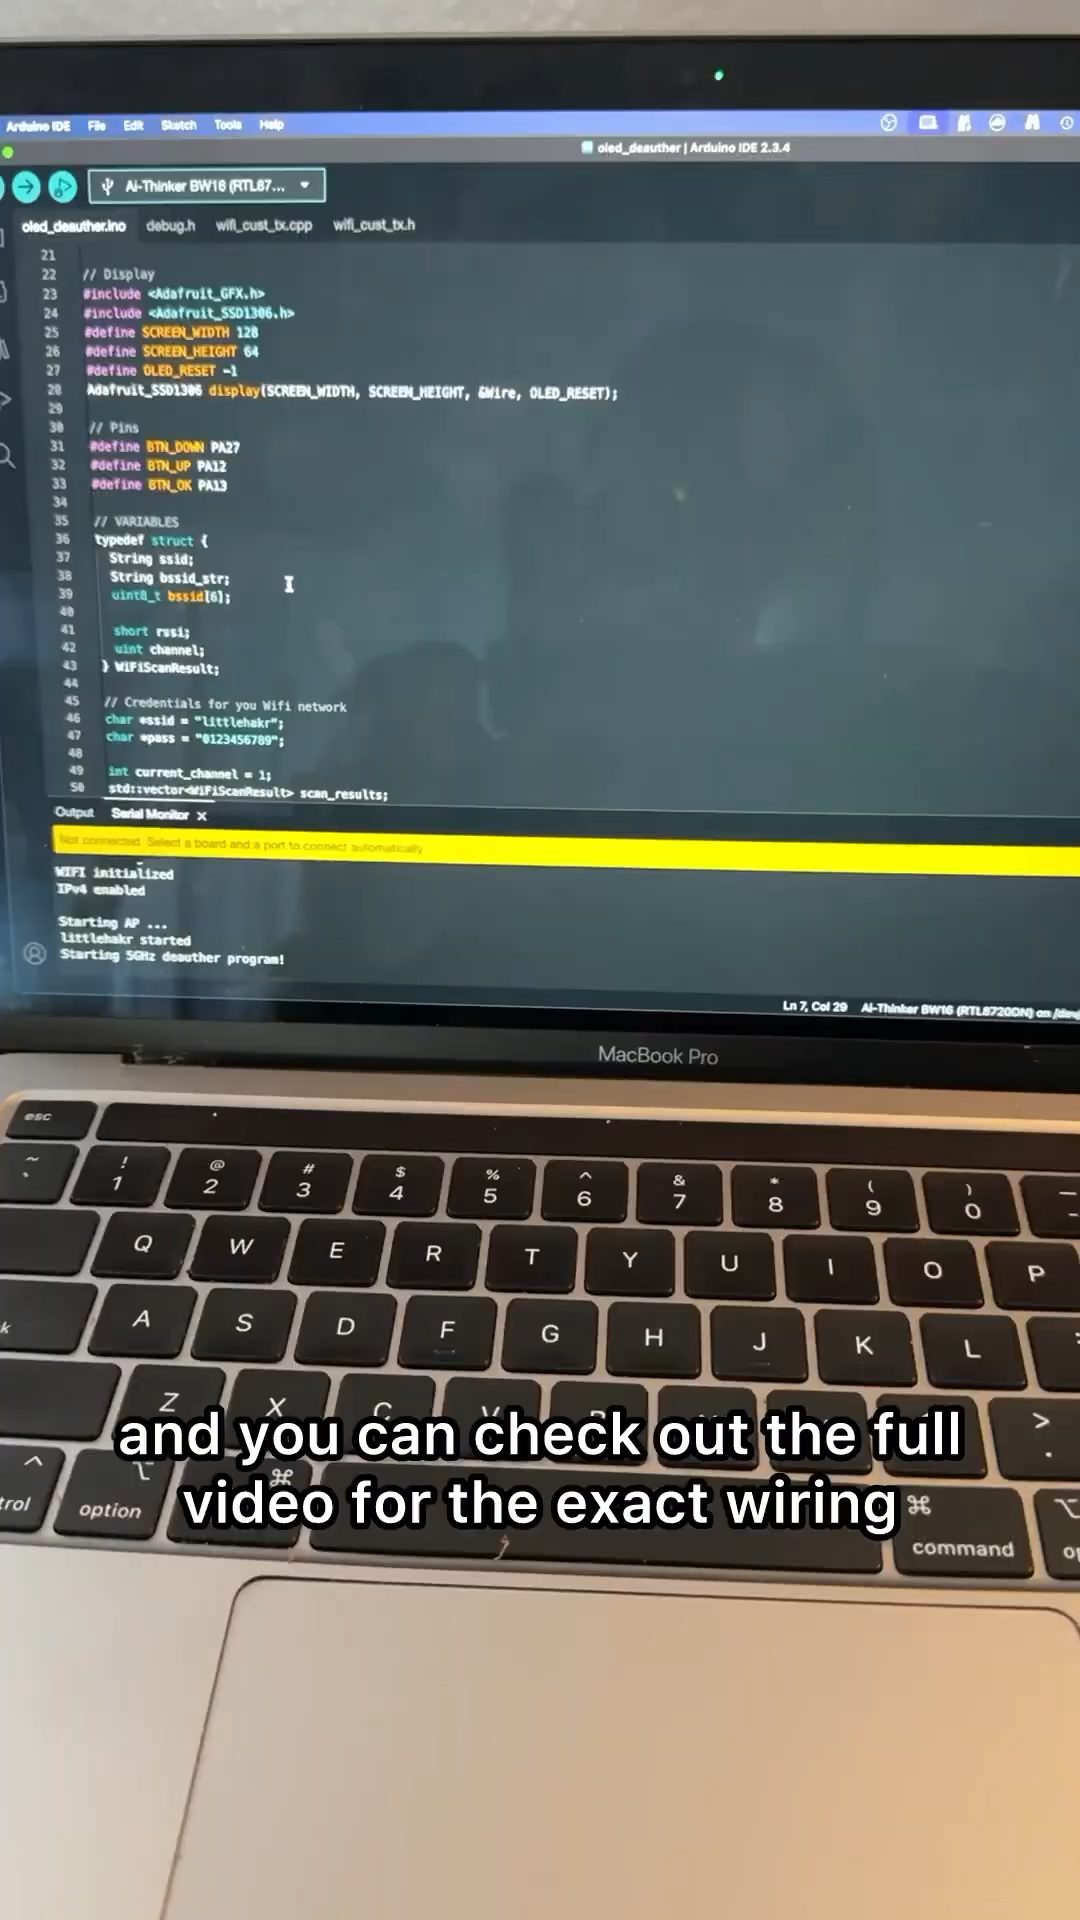 Arduino IDE File Edit Sketch Tools Help
oled_deauther | Arduino IDE 2.3.4
Ai-Thinker BW16 (RTL87...
oled_deauther.ino debug.h wifi_cust_tx.cpp wifi_cust_tx.h
21
22 // Display
23 #include <Adafruit_GFX.h>
24 #include <Adafruit_SSD1306.h>
25 #define SCREEN_WIDTH 128
26 #define SCREEN_HEIGHT 64
27 #define OLED_RESET -1
28 Adafruit_SSD1306 display(SCREEN_WIDTH, SCREEN_HEIGHT, &Wire, OLED_RESET);
29
30 // Pins
31 #define BTN_DOWN PA27
32 #define BTN_UP PA12
33 #define BTN_OK PA13
34
35 // VARIABLES
36 typedef struct {
37 String ssid;
38 String bssid_str;
39 uint8_t bssid[6];
40
41 short rssi;
42 uint channel;
43 } WiFiScanResult;
44
45 // Credentials for you Wifi network
46 char *ssid = "littlehakr";
47 char *pass = "0123456789";
48
49 int current_channel = 1;
50 std::vector<WiFiScanResult> scan_results;
Output Serial Monitor x
Not connected. Select a board and a port to connect automatically.
WIFI initialized
IPv4 enabled
Starting AP ...
littlehakr started
Starting 5GHz deauther program!
Ln 7, Col 29 Ai-Thinker BW16 (RTL8720DN) on
MacBook Pro
esc
~ ! @ # $ % ^ & * ( )
1 2 3 4 5 6 7 8 9 0
Q W E R T Y U I O P
A S D F G H J K L
Z X
and you can check out the full
video for the exact wiring
option ⌘ ⌘
command